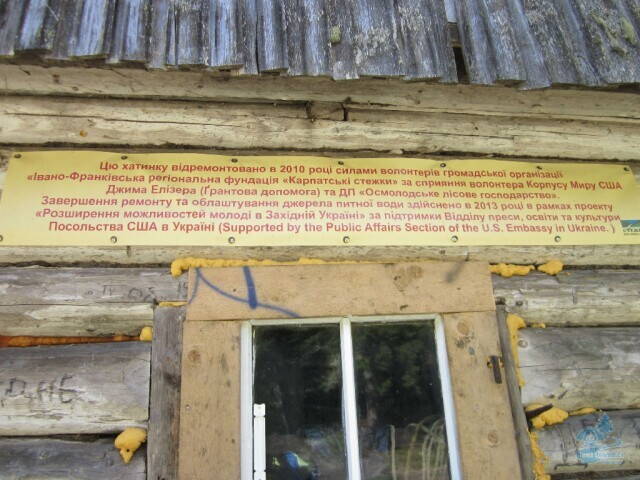 Цю хатинку відремонтовано в 2010 році силами волонтерів громадської організації
«Івано-Франківська регіональна фундація «Карпатські стежки» за сприяння волонтера Корпусу Миру США
Джима Елізера (Ґрантова допомога) та ДП «Осмолодське лісове господарство».
Завершення ремонту та облаштування джерела питної води здійснено в 2013 році в рамках проекту
«Розширення можливостей молоді в Західній Україні» за підтримки Відділу преси, освіти та культури
Посольства США в Україні (Supported by the Public Affairs Section of the U.S. Embassy in Ukraine. )